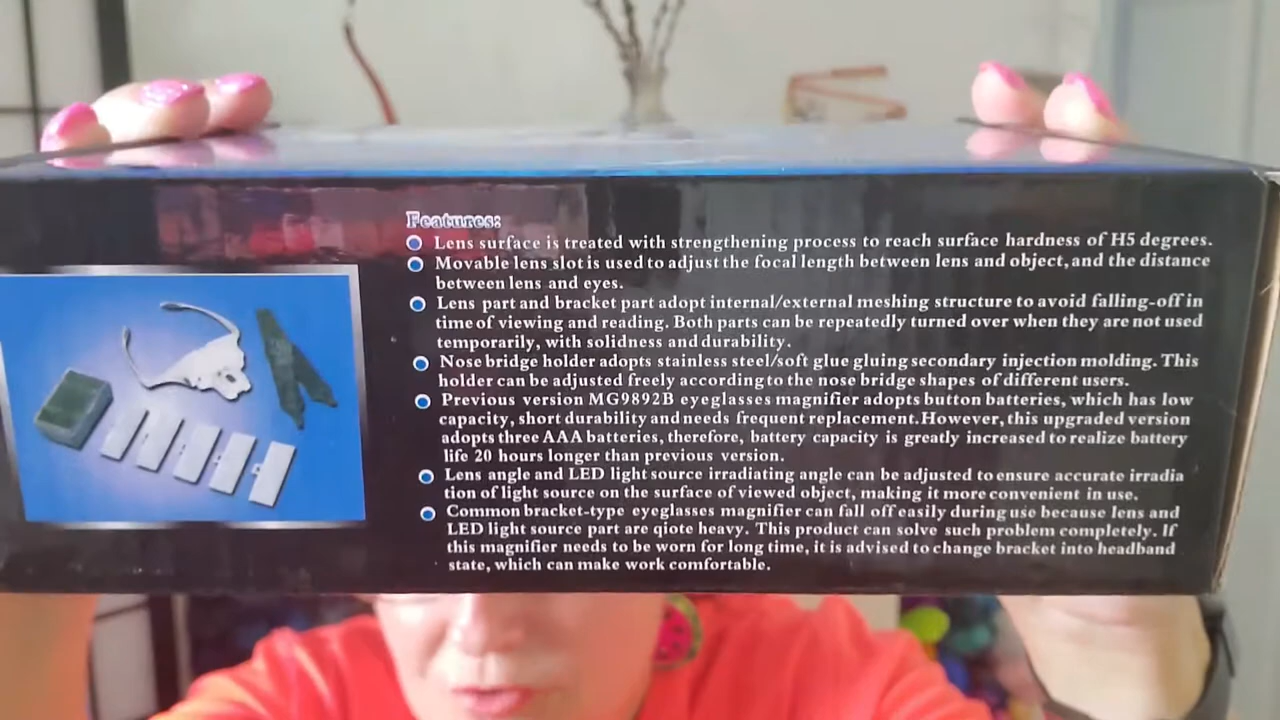 Features:
Lens surface is treated with strengthening process to reach surface hardness of H5 degrees.
Movable lens slot is used to adjust the focal length between lens and object, and the distance
between lens and eyes.
Lens part and bracket part adopt internal/external meshing structure to avoid falling-off in
time of viewing and reading. Both parts can be repeatedly turned over when they are not used
temporarily, with solidness and durability.
Nose bridge holder adopts stainless steel/soft glue gluing secondary injection molding. This
holder can be adjusted freely according to the nose bridge shapes of different users.
Previous version MG9892B eyeglasses magnifier adopts button batteries, which has low
capacity, short durability and needs frequent replacement.However, this upgraded version
adopts three AAA batteries, therefore, battery capacity is greatly increased to realize battery
life 20 hours longer than previous version.
Lens angle and LED light source irradiating angle can be adjusted to ensure accurate irradia
tion of light source on the surface of viewed object, making it more convenient in use.
Common bracket-type eyeglasses magnifier can fall off easily during use because lens and
LED light source part are qiote heavy. This product can solve such problem completely. If
this magnifier needs to be worn for long time, it is advised to change bracket into headband
state, which can make work comfortable.